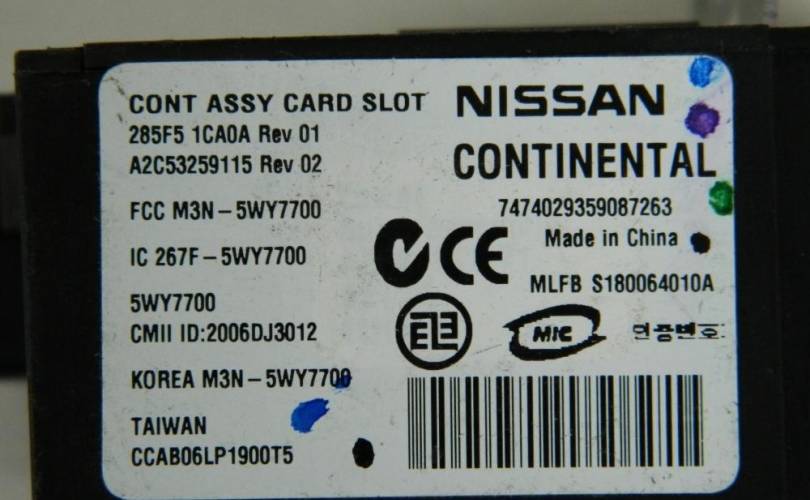 CONT ASSY CARD SLOT NISSAN
285F5 1CA0A Rev 01
A2C53259115 Rev 02
CONTINENTAL
FCC M3N-5WY7700
7474029359087263
IC 267F-5WY7700
CE
Made in China
MLFB S180064010A
5WY7700
CMII ID:2006DJ3012
MIC 인증번호:
KOREA M3N-5WY7700
TAIWAN
CCAB06LP1900T5